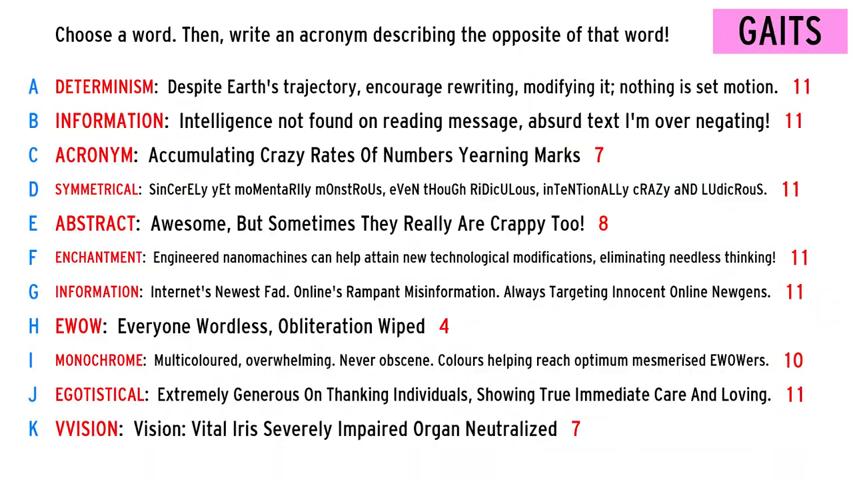 Choose a word. Then, write an acronym describing the opposite of that word!
GAITS
A DETERMINISM: Despite Earth's trajectory, encourage rewriting, modifying it; nothing is set motion. 11
B INFORMATION: Intelligence not found on reading message, absurd text I'm over negating! 11
C ACRONYM: Accumulating Crazy Rates Of Numbers Yearning Marks 7
D SYMMETRICAL: SinCerELy yEt moMentaRIly mOnstRoUs, eVeN tHouGh RiDicULous, inTeNTionALLy cRAZy aND LUdicRouS. 11
E ABSTRACT: Awesome, But Sometimes They Really Are Crappy Too! 8
F ENCHANTMENT: Engineered nanomachines can help attain new technological modifications, eliminating needless thinking! 11
G INFORMATION: Internet's Newest Fad. Online's Rampant Misinformation. Always Targeting Innocent Online Newgens. 11
H EWOW: Everyone Wordless, Obliteration Wiped 4
I MONOCHROME: Multicoloured, overwhelming. Never obscene. Colours helping reach optimum mesmerised EWOWers. 10
J EGOTISTICAL: Extremely Generous On Thanking Individuals, Showing True Immediate Care And Loving. 11
K VVISION: Vision: Vital Iris Severely Impaired Organ Neutralized 7